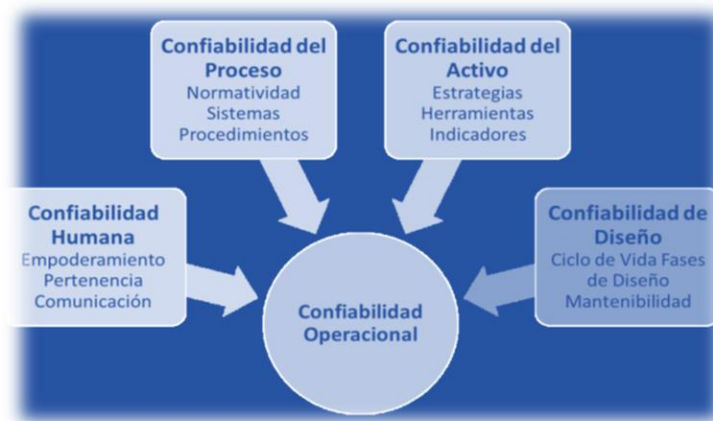 Confiabilidad del
Proceso
Normatividad
Sistemas
Procedimientos
Confiabilidad del
Activo
Estrategias
Herramientas
Indicadores
Confiabilidad
Humana
Empoderamiento
Pertenencia
Comunicación
Confiabilidad de
Diseño
Ciclo de Vida Fases
de Diseño
Mantenibilidad
Confiabilidad
Operacional